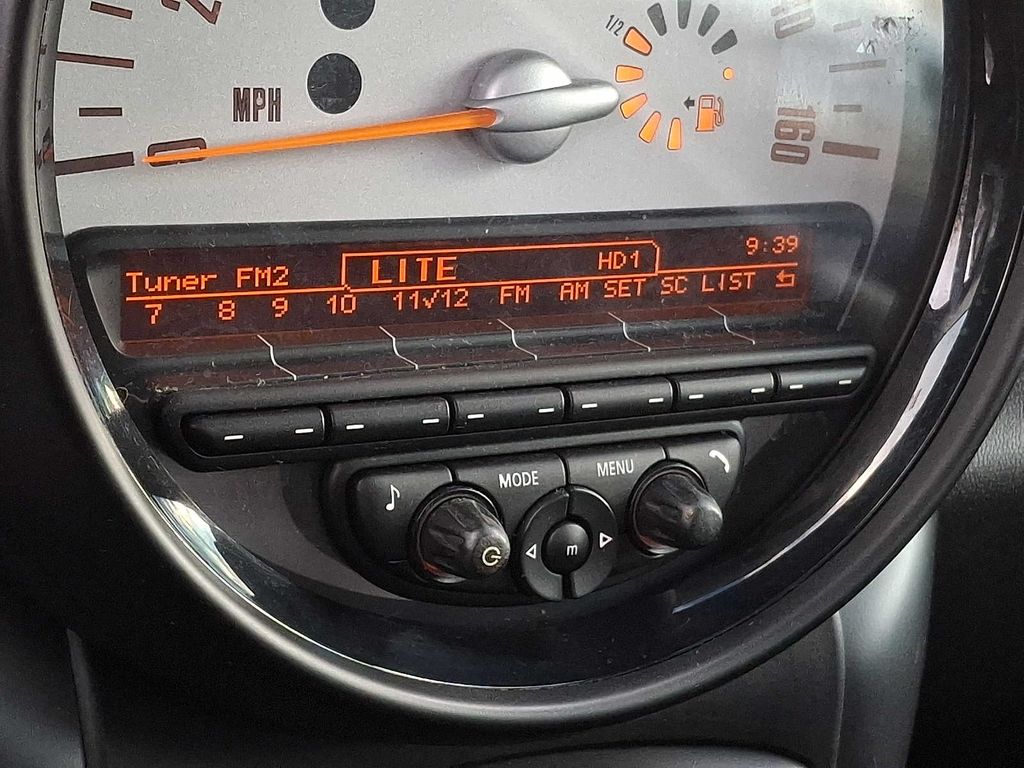 1/2
MPH
0
160
9:39
Tuner FM2 LITE HD1
7 8 9 10 11√12 FM AM SET SC LIST
MODE MENU
m